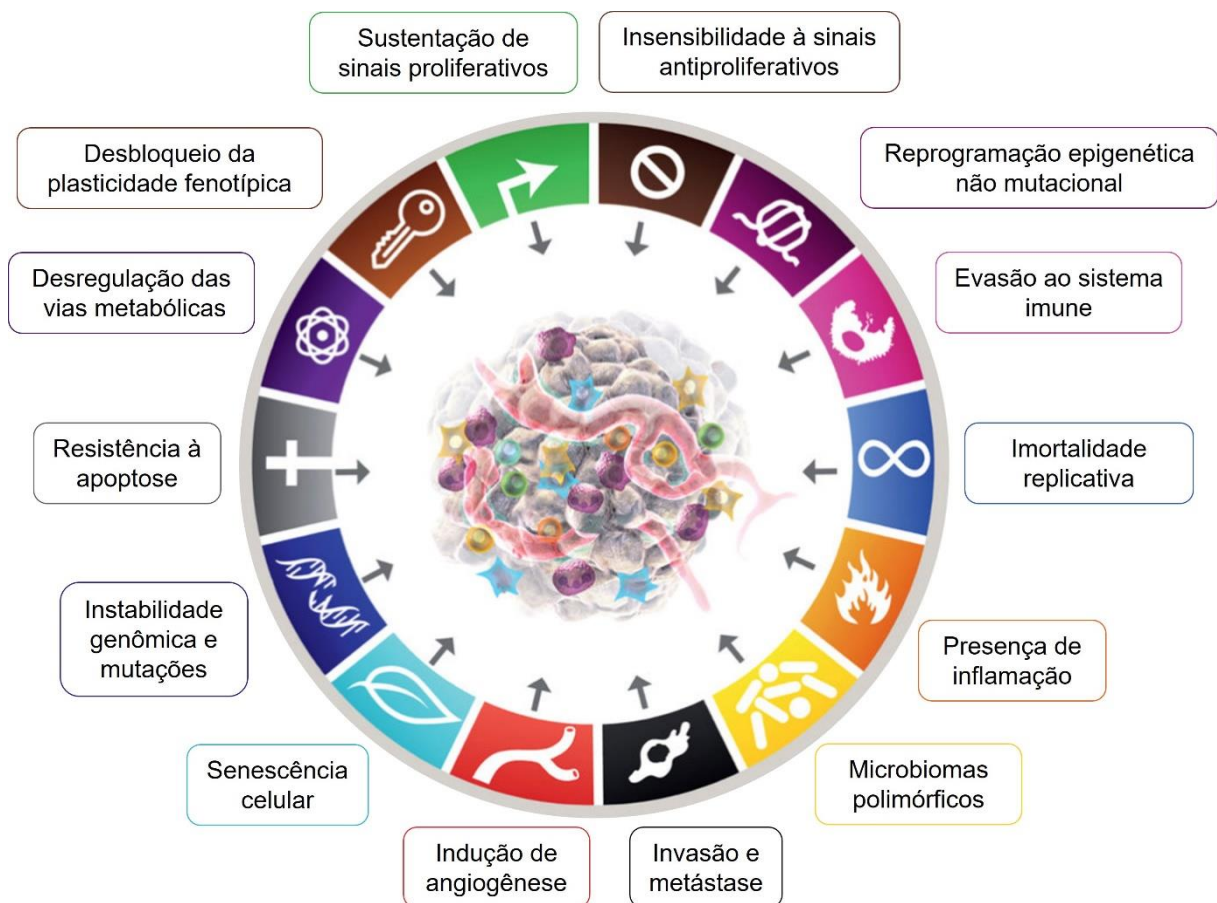 Sustentação de
sinais proliferativos
Insensibilidade à sinais
antiproliferativos
Desbloqueio da
plasticidade fenotípica
Reprogramação epigenética
não mutacional
Desregulação das
vias metabólicas
Evasão ao sistema
imune
Resistência à
apoptose
Imortalidade
replicativa
Instabilidade
genômica e
mutações
Presença de
inflamação
Senescência
celular
Microbiomas
polimórficos
Indução de
angiogênese
Invasão e
metástase